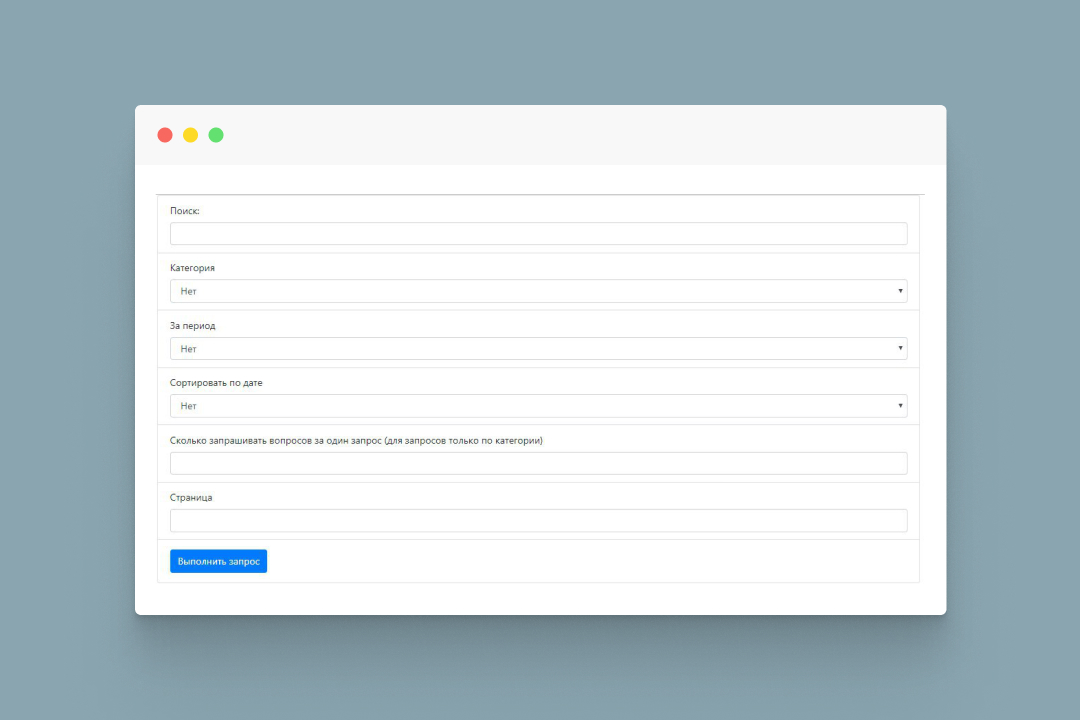 Поиск:
Категория
Нет
За период
Нет
Сортировать по дате
Нет
Сколько запрашивать вопросов за один запрос (для запросов только по категории)
Страница
Выполнить запрос